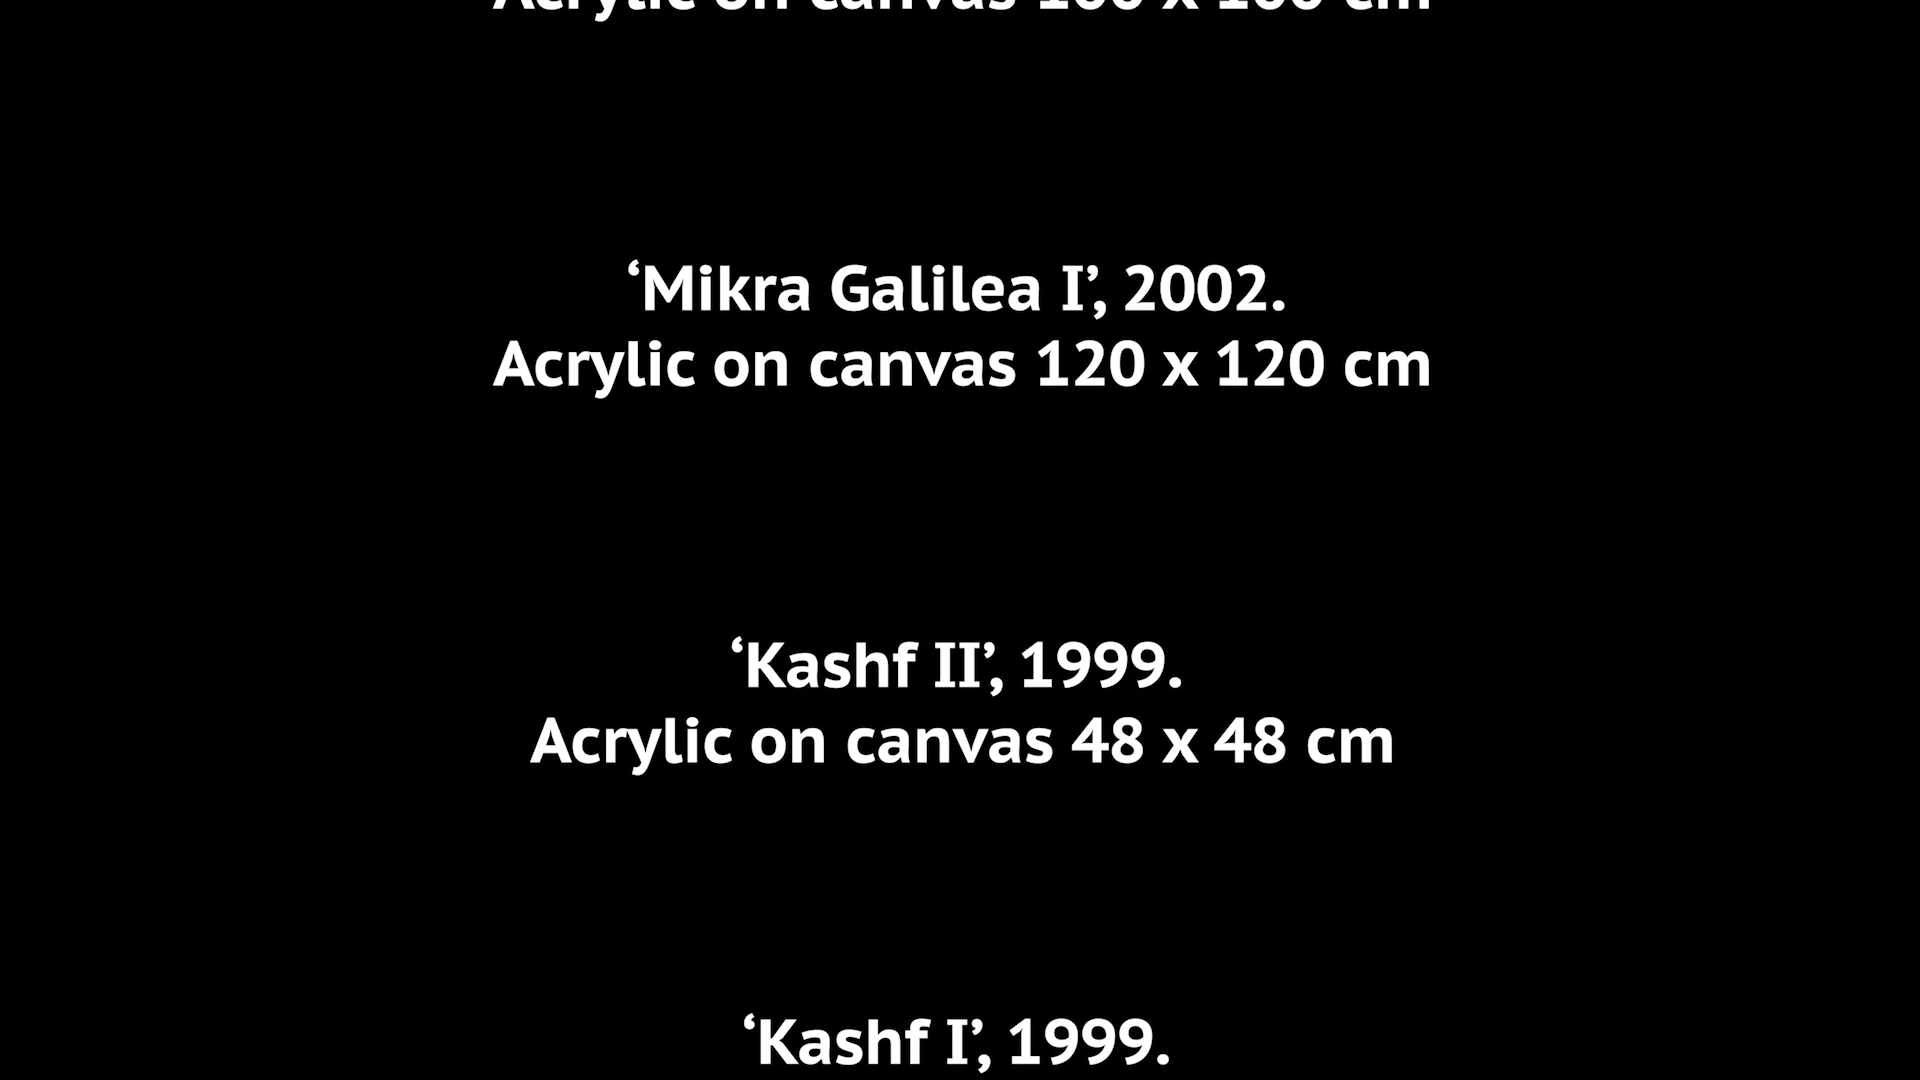 Acrylic on canvas 100 x 100 cm
‘Mikra Galilea I’, 2002.
Acrylic on canvas 120 x 120 cm
‘Kashf II’, 1999.
Acrylic on canvas 48 x 48 cm
‘Kashf I’, 1999.